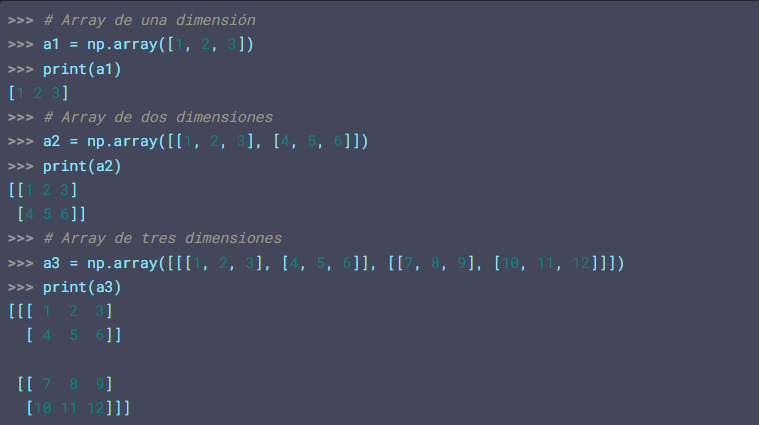 >>> # Array de una dimensión
>>> a1 = np.array([1, 2, 3])
>>> print(a1)
[1 2 3]
>>> # Array de dos dimensiones
>>> a2 = np.array([[1, 2, 3], [4, 5, 6]])
>>> print(a2)
[[1 2 3]
 [4 5 6]]
>>> # Array de tres dimensiones
>>> a3 = np.array([[[1, 2, 3], [4, 5, 6]], [[7, 8, 9], [10, 11, 12]]])
>>> print(a3)
[[[ 1  2  3]
  [ 4  5  6]]

 [[ 7  8  9]
  [10 11 12]]]